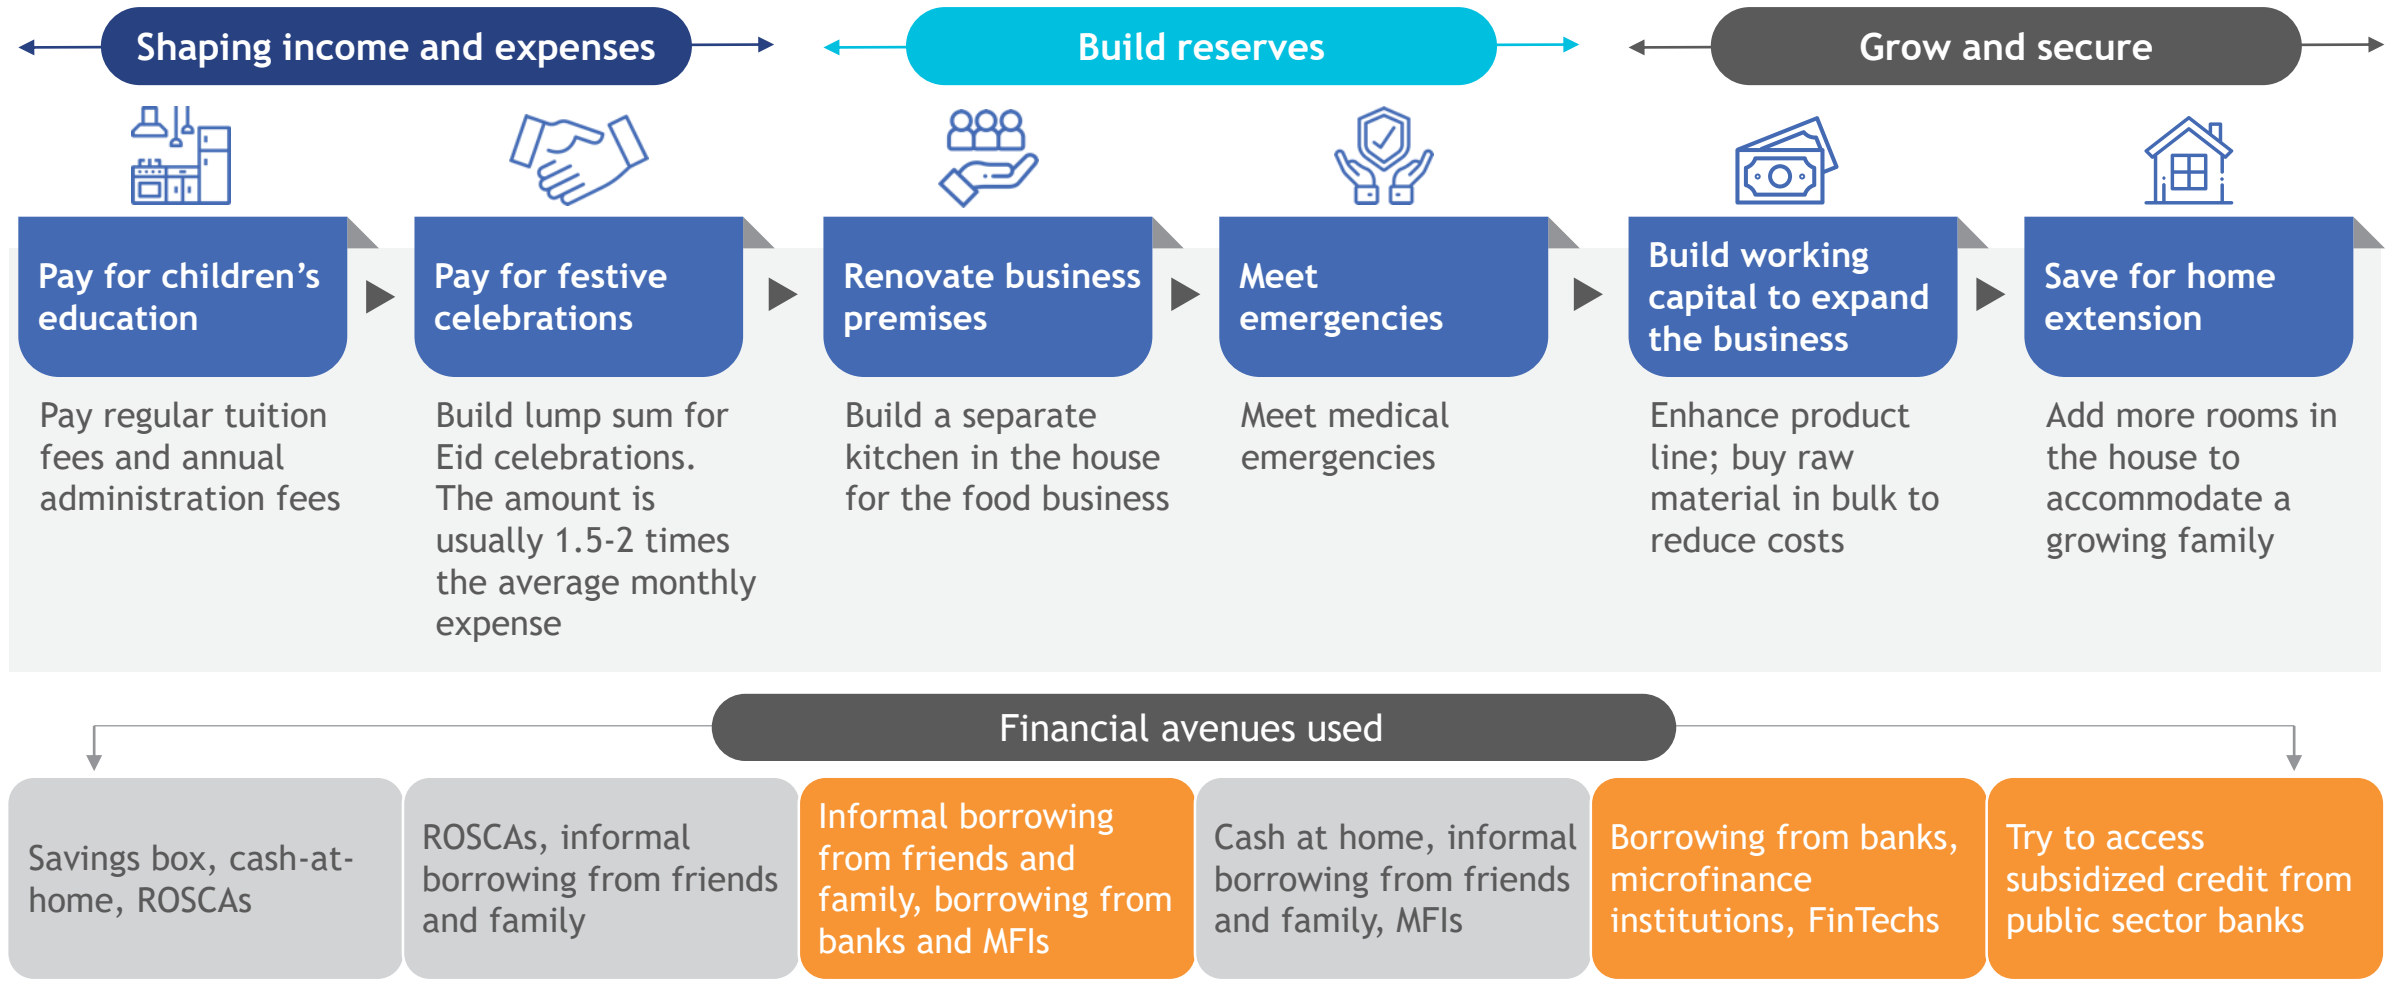 Shaping income and expenses
Build reserves
Grow and secure
Pay for children’s
education
Pay for festive
celebrations
Renovate business
premises
Meet
emergencies
Build working
capital to expand
the business
Save for home
extension
Pay regular tuition
fees and annual
administration fees
Build lump sum for
Eid celebrations.
The amount is
usually 1.5-2 times
the average monthly
expense
Build a separate
kitchen in the house
for the food business
Meet medical
emergencies
Enhance product
line; buy raw
material in bulk to
reduce costs
Add more rooms in
the house to
accommodate a
growing family
Financial avenues used
Savings box, cash-at-
home, ROSCAs
ROSCAs, informal
borrowing from friends
and family
Informal borrowing
from friends and
family, borrowing from
banks and MFIs
Cash at home, informal
borrowing from friends
and family, MFIs
Borrowing from banks,
microfinance
institutions, FinTechs
Try to access
subsidized credit from
public sector banks